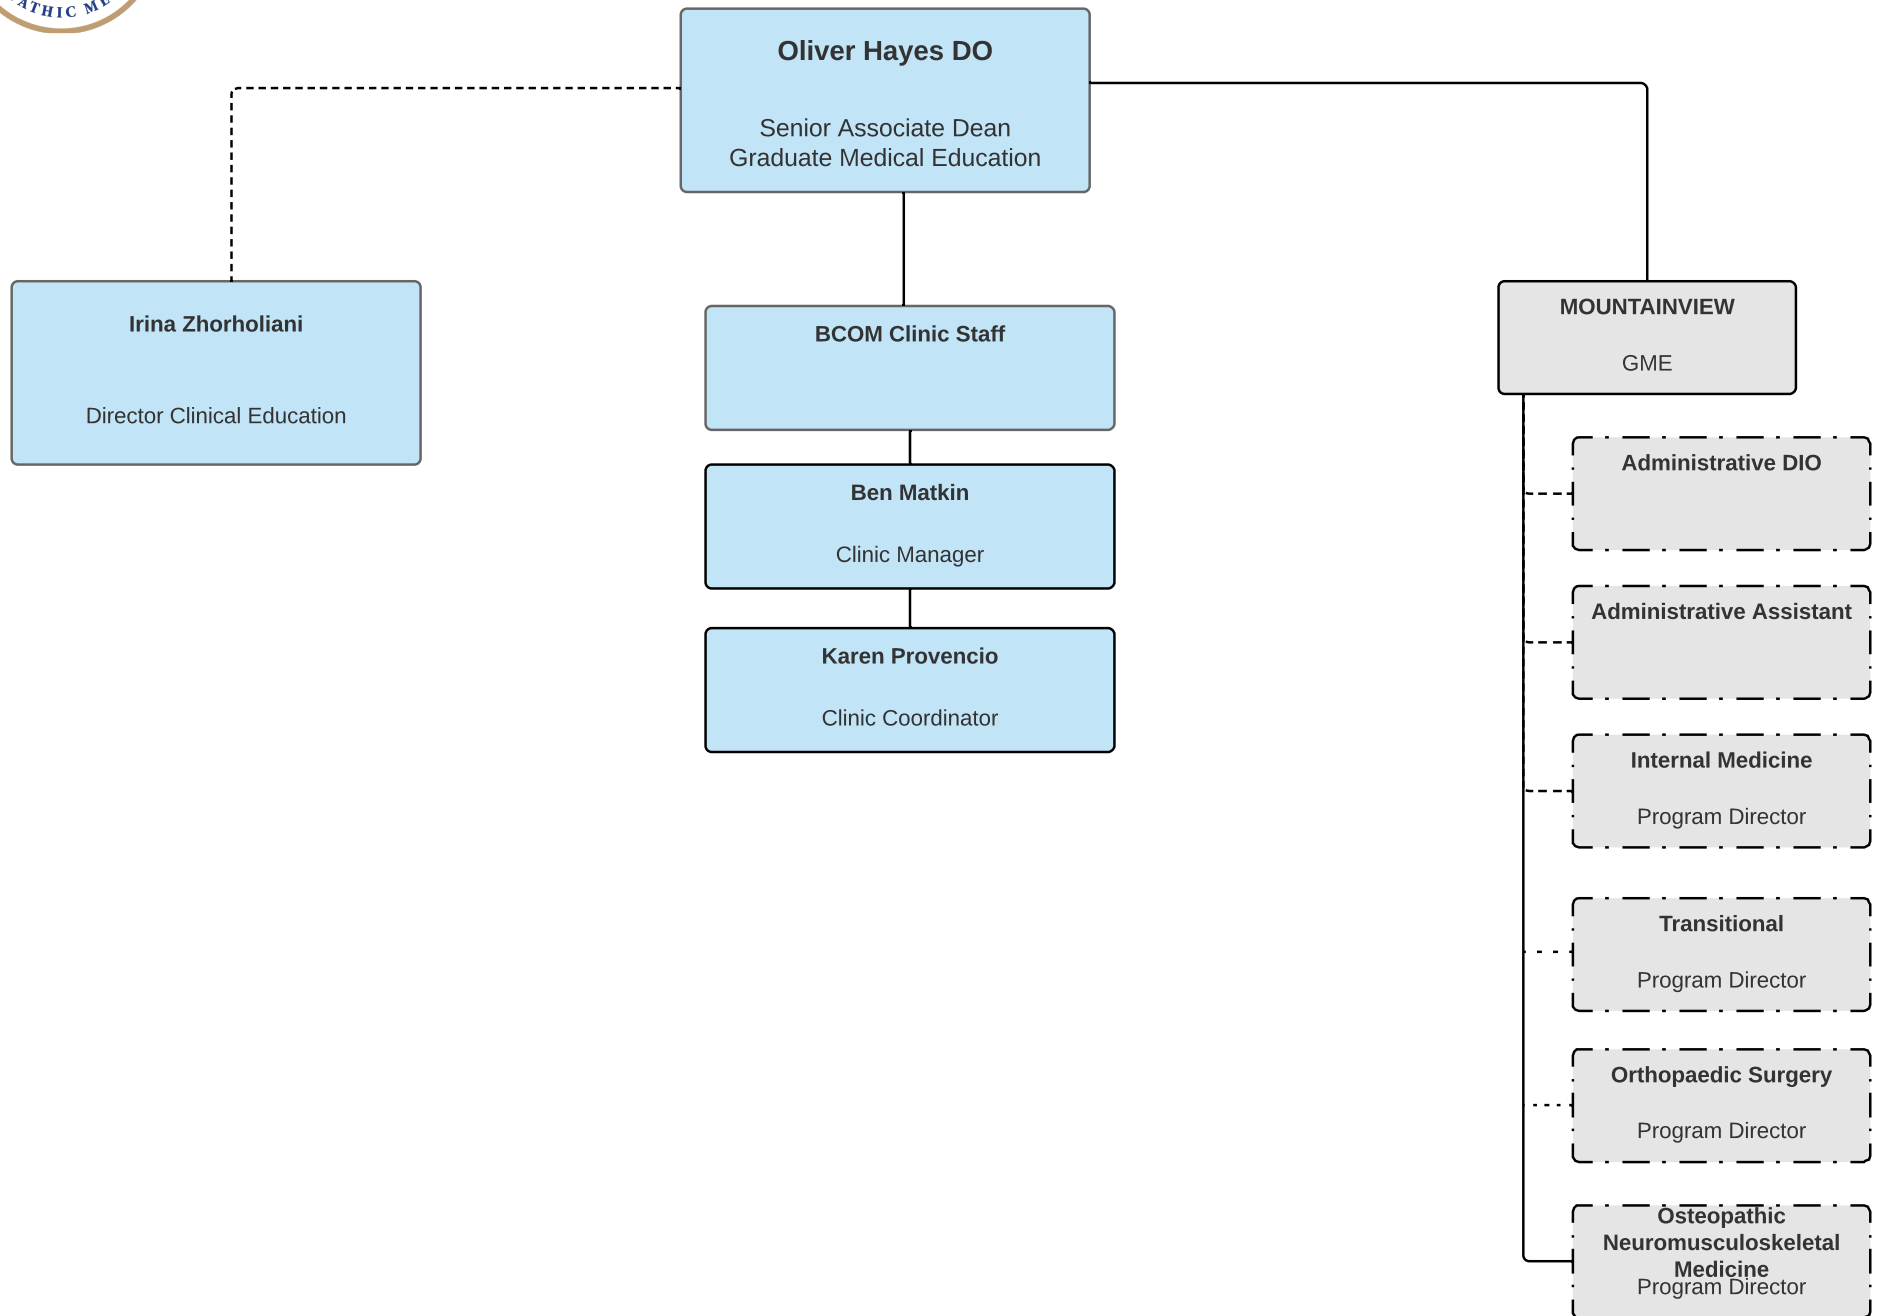 Oliver Hayes DO
Senior Associate Dean
Graduate Medical Education
Irina Zhorholiani
Director Clinical Education
BCOM Clinic Staff
Ben Matkin
Clinic Manager
Karen Provencio
Clinic Coordinator
MOUNTAINVIEW
GME
Administrative DIO
Administrative Assistant
Internal Medicine
Program Director
Transitional
Program Director
Orthopaedic Surgery
Program Director
Osteopathic
Neuromusculoskeletal
Medicine
Program Director